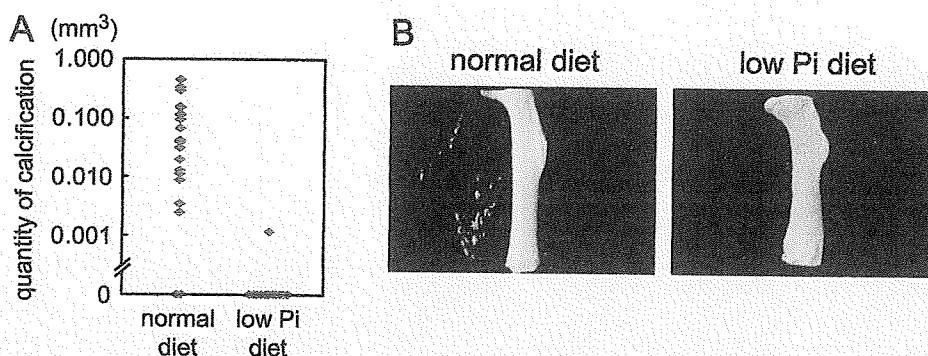 A (mm³)
quantity of calcification
1.000
0.100
0.010
0.001
0
normal diet
low Pi diet
B
normal diet
low Pi diet